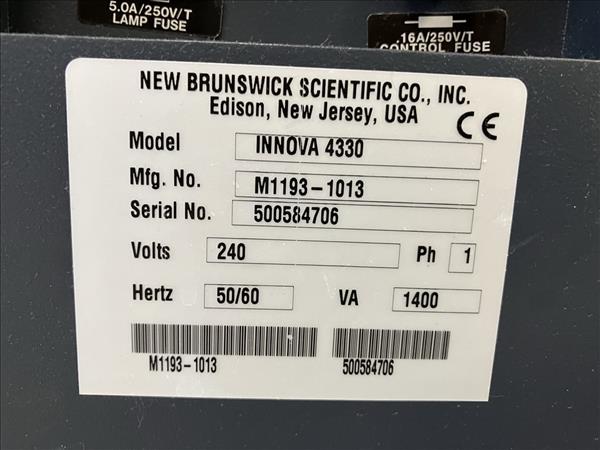 5.0A/250V/T
LAMP FUSE
.16A/250V/T
CONTROL FUSE
NEW BRUNSWICK SCIENTIFIC CO., INC.
Edison, New Jersey, USA
CE
Model INNOVA 4330
Mfg. No. M1193-1013
Serial No. 500584706
Volts 240 Ph 1
Hertz 50/60 VA 1400
M1193-1013 500584706